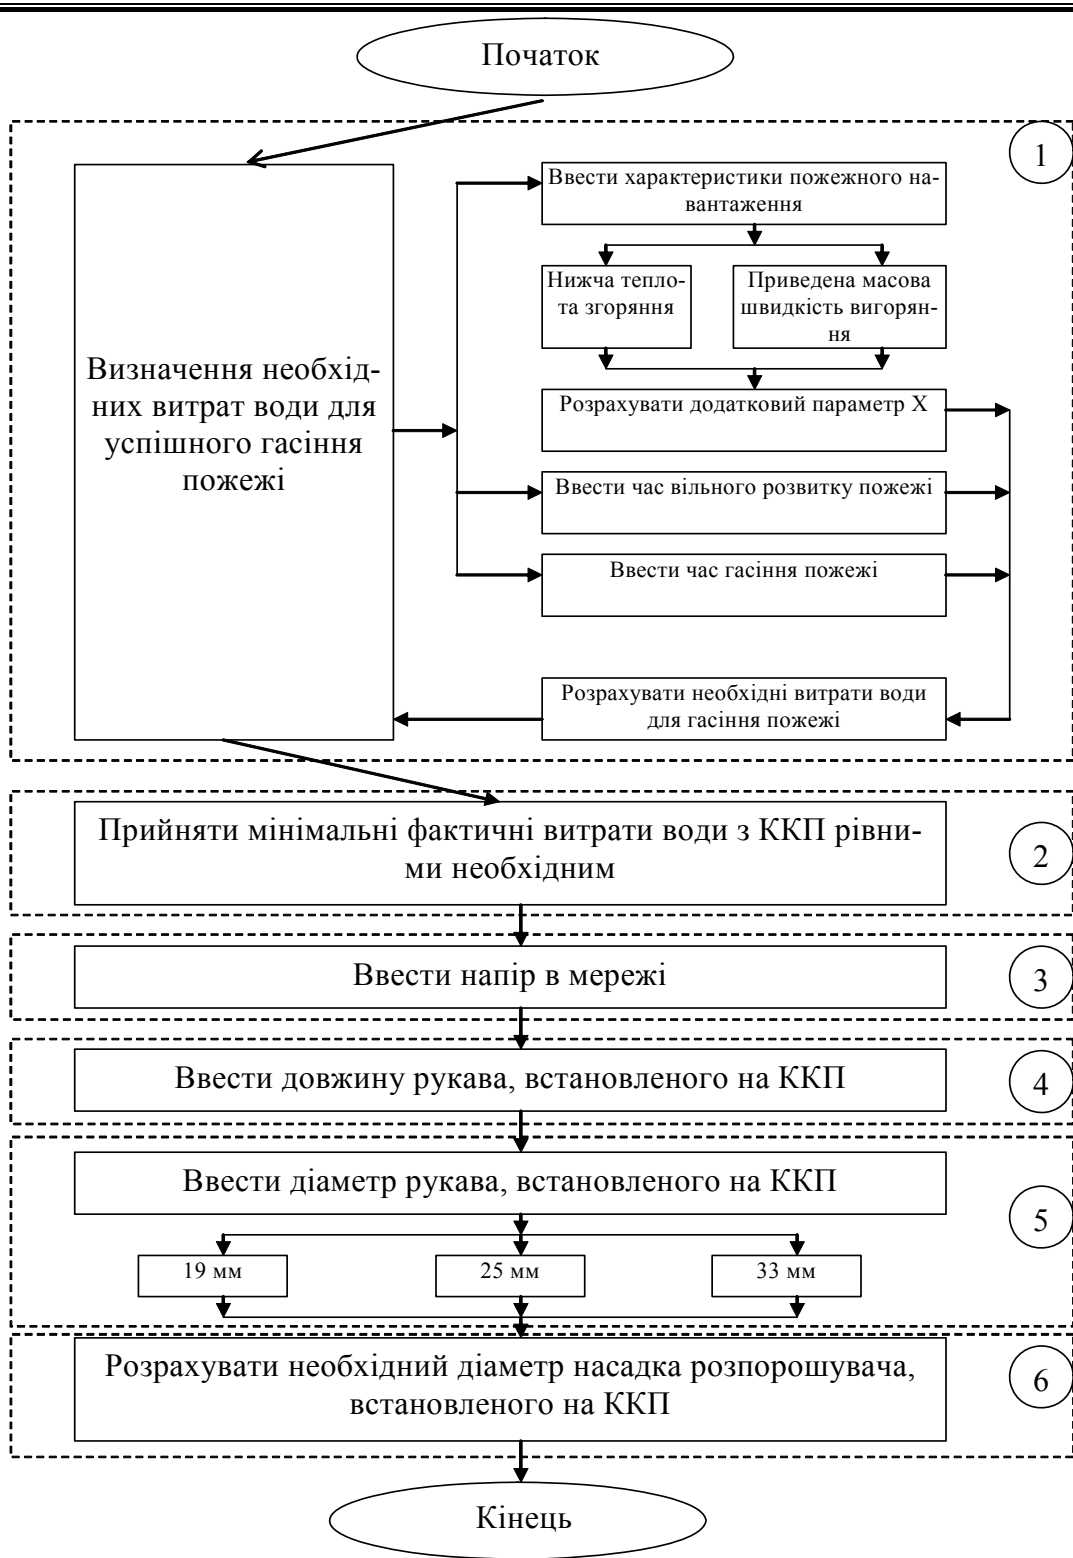 Початок
1
Ввести характеристики пожежного на-
вантаження
Нижча тепло-
та згоряння
Приведена масова
швидкість вигорян-
ня
Визначення необхід-
них витрат води для
успішного гасіння
пожежі
Розрахувати додатковий параметр X
Ввести час вільного розвитку пожежі
Ввести час гасіння пожежі
Розрахувати необхідні витрати води
для гасіння пожежі
Прийняти мінімальні фактичні витрати води з ККП рівни-
ми необхідним
2
Ввести напір в мережі
3
Ввести довжину рукава, встановленого на ККП
4
Ввести діаметр рукава, встановленого на ККП
5
19 мм
25 мм
33 мм
Розрахувати необхідний діаметр насадка розпорошувача,
встановленого на ККП
6
Кінець